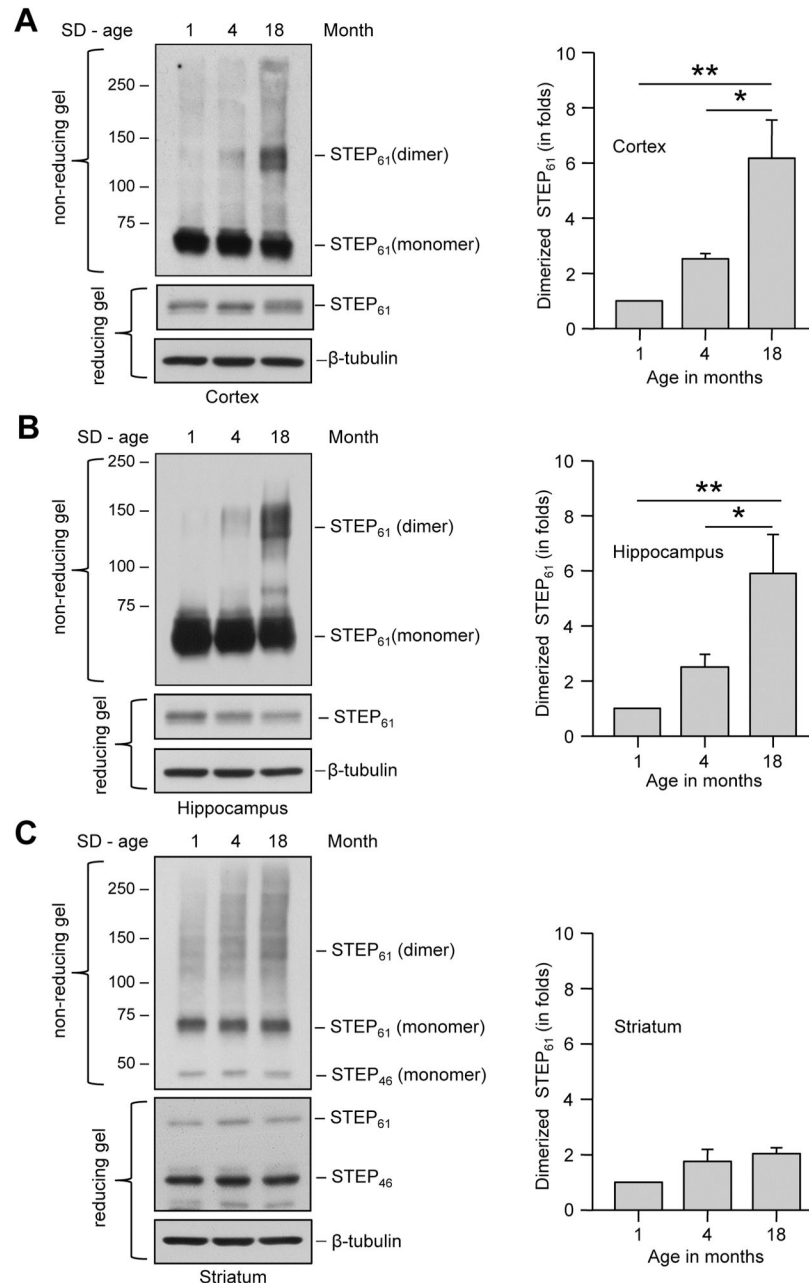 A
SD - age 1 4 18 Month
non-reducing gel
250 –
150 –
100 –
75 –
– STEP₆₁(dimer)
– STEP₆₁(monomer)
reducing gel
– STEP₆₁
–β-tubulin
Cortex
Dimerized STEP₆₁ (in folds)
10
8
6
4
2
0
**
*
Cortex
1 4 18
Age in months
B
SD - age 1 4 18 Month
non-reducing gel
250 –
150 –
100 –
75 –
– STEP₆₁ (dimer)
– STEP₆₁(monomer)
reducing gel
– STEP₆₁
–β-tubulin
Hippocampus
Dimerized STEP₆₁ (in folds)
10
8
6
4
2
0
**
*
Hippocampus
1 4 18
Age in months
C
SD - age 1 4 18 Month
non-reducing gel
250 –
150 –
100 –
75 –
50 –
– STEP₆₁ (dimer)
– STEP₆₁ (monomer)
– STEP₄₆ (monomer)
reducing gel
– STEP₆₁
– STEP₄₆
– β-tubulin
Striatum
Dimerized STEP₆₁ (in folds)
10
8
6
4
2
0
Striatum
1 4 18
Age in months